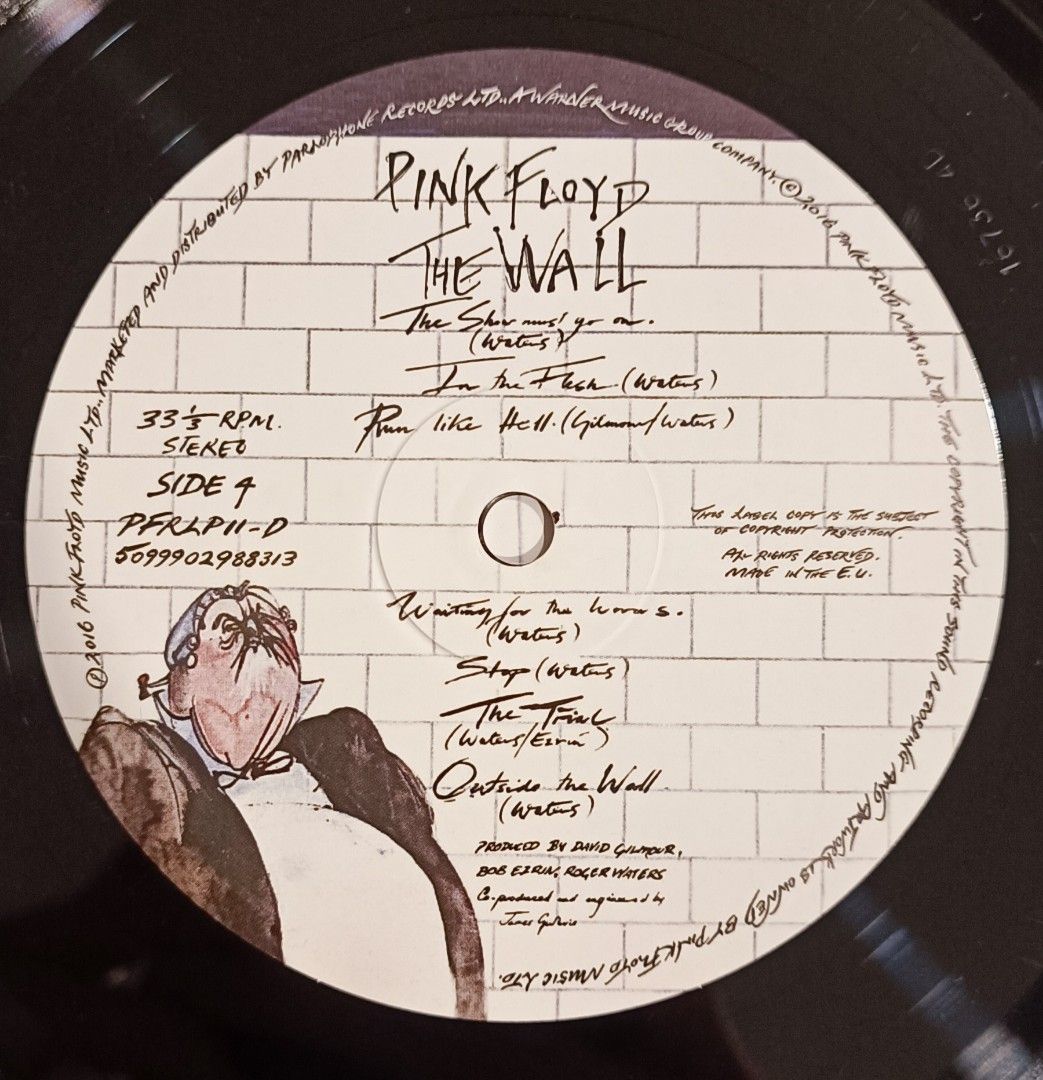 PINK FLOYD
THE WALL
The Show must go on.
(Waters)
In the Flesh. (Waters)
Run like Hell. (Gilmour/Waters)
33 1/3 RPM.
STEREO
SIDE 4
PFRLP11-D
5099902988313
THIS LABEL COPY IS THE SUBJECT
OF COPYRIGHT PROTECTION.
ALL RIGHTS RESERVED.
MADE IN THE E.U.
Waiting for the Worms.
(Waters)
Stop (Waters)
The Trial
(Waters/Ezrin)
Outside the Wall
(Waters)
PRODUCED BY DAVID GILMOUR,
BOB EZRIN, ROGER WATERS
Co-produced and engineered by
James Guthrie
℗ 2016 PINK FLOYD MUSIC LTD.. MARKETED AND DISTRIBUTED BY PARLOPHONE RECORDS LTD.. A WARNER MUSIC GROUP COMPANY. © 2016 PINK FLOYD MUSIC LTD. THE COPYRIGHT IN THIS SOUND RECORDING AND ARTWORK IS OWNED BY PINK FLOYD MUSIC LTD.